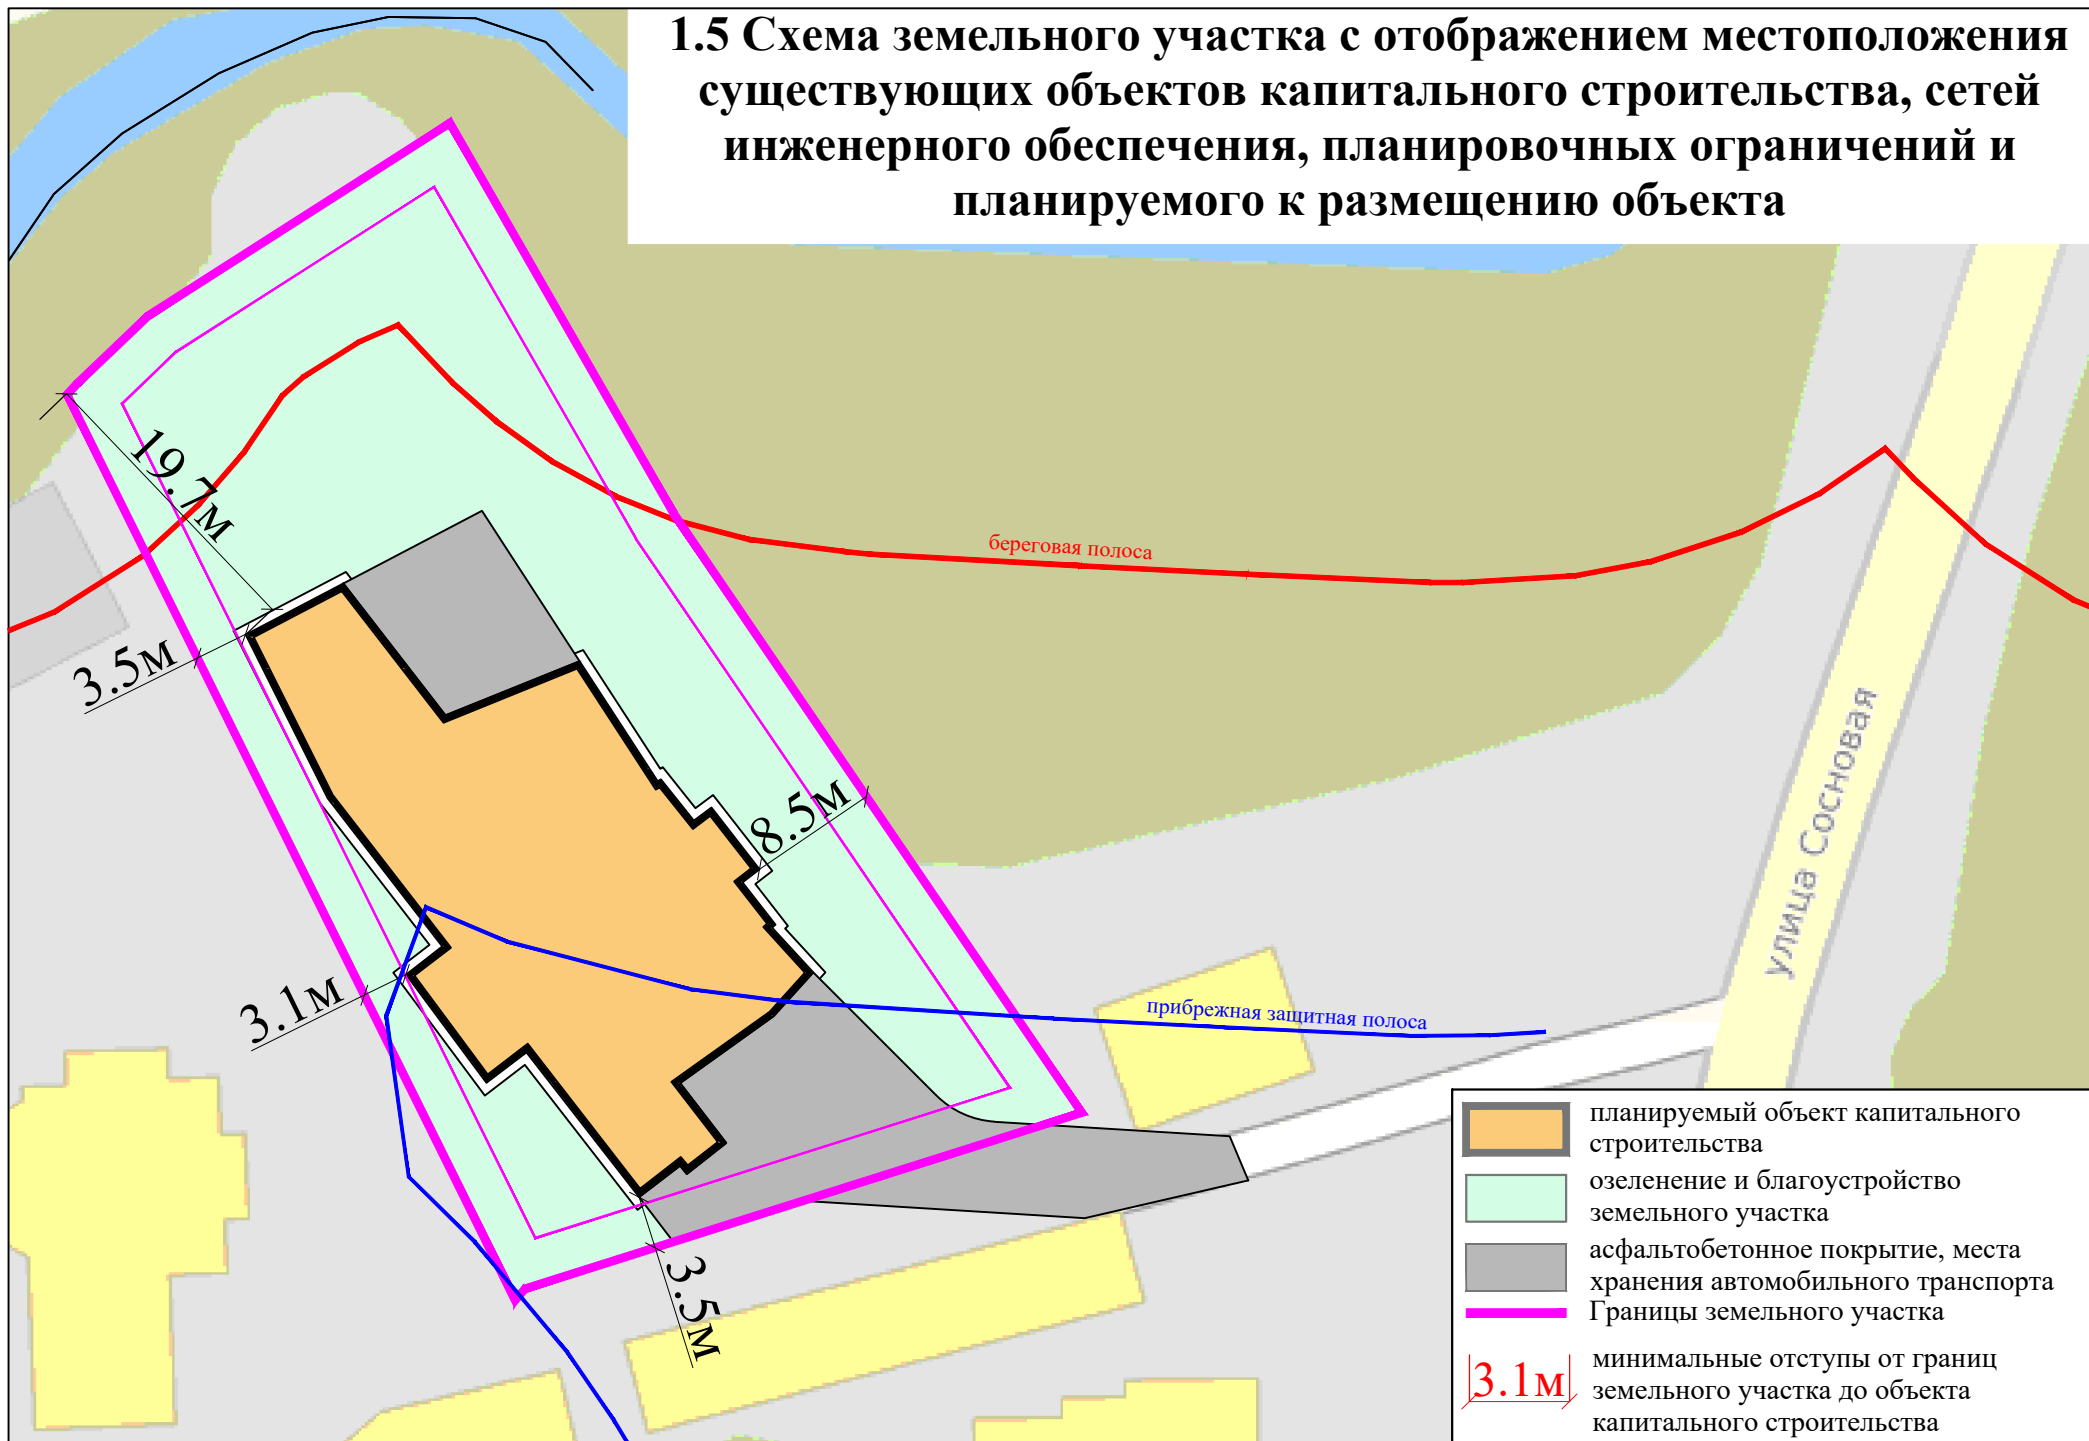 1.5 Схема земельного участка с отображением местоположения
существующих объектов капитального строительства, сетей
инженерного обеспечения, планировочных ограничений и
планируемого к размещению объекта
19.7м
береговая полоса
3.5м
улица Сосновая
8.5м
3.1м
прибрежная защитная полоса
3.5м
планируемый объект капитального
строительства
озеленение и благоустройство
земельного участка
асфальтобетонное покрытие, места
хранения автомобильного транспорта
Границы земельного участка
3.1м
минимальные отступы от границ
земельного участка до объекта
капитального строительства